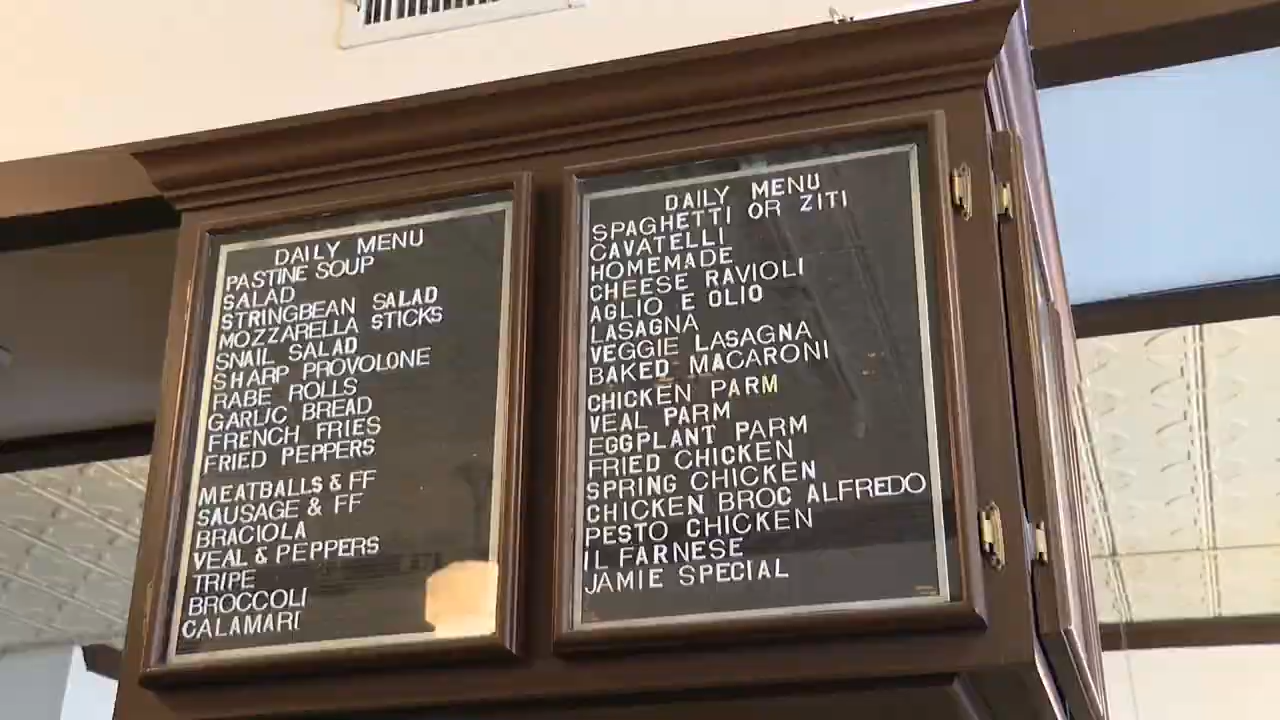 DAILY MENU
PASTINE SOUP
SALAD
STRINGBEAN SALAD
MOZZARELLA STICKS
SNAIL SALAD
SHARP PROVOLONE
RABE ROLLS
GARLIC BREAD
FRENCH FRIES
FRIED PEPPERS
MEATBALLS & FF
SAUSAGE & FF
BRACIOLA
VEAL & PEPPERS
TRIPE
BROCCOLI
CALAMARI
DAILY MENU
SPAGHETTI OR ZITI
CAVATELLI
HOMEMADE
CHEESE RAVIOLI
AGLIO E OLIO
LASAGNA
VEGGIE LASAGNA
BAKED MACARONI
CHICKEN PARM
VEAL PARM
EGGPLANT PARM
FRIED CHICKEN
SPRING CHICKEN
CHICKEN BROC ALFREDO
PESTO CHICKEN
IL FARNESE
JAMIE SPECIAL